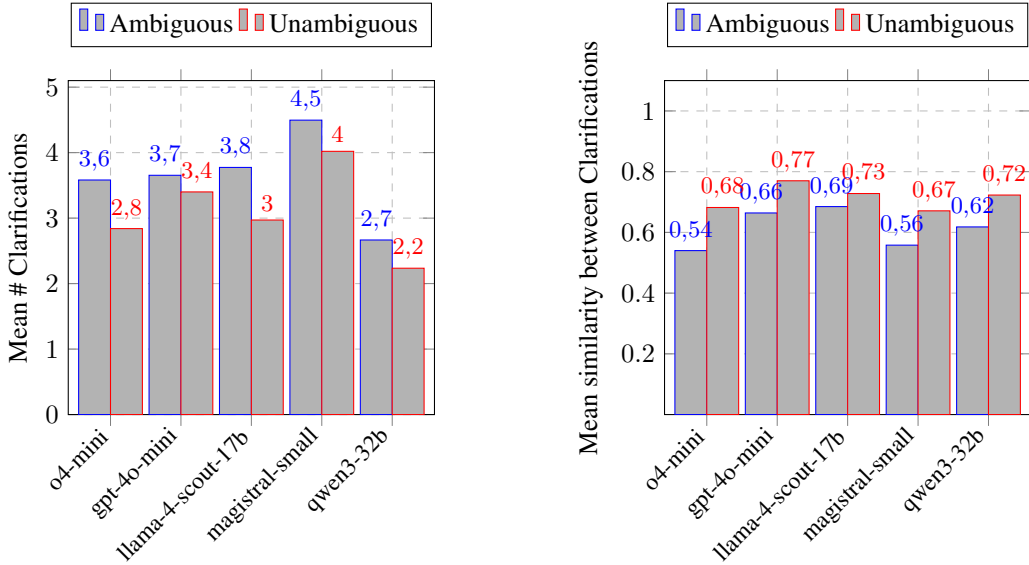 Ambiguous Unambiguous
Mean # Clarifications
5
4
3
2
1
0
3,6
2,8
3,7
3,4
3,8
3
4,5
4
2,7
2,2
o4-mini
gpt-4o-mini
llama-4-scout-17b
magistral-small
qwen3-32b
Ambiguous Unambiguous
Mean similarity between Clarifications
1
0.8
0.6
0.4
0.2
0,54
0,68
0,66
0,77
0,69
0,73
0,56
0,67
0,62
0,72
o4-mini
gpt-4o-mini
llama-4-scout-17b
magistral-small
qwen3-32b